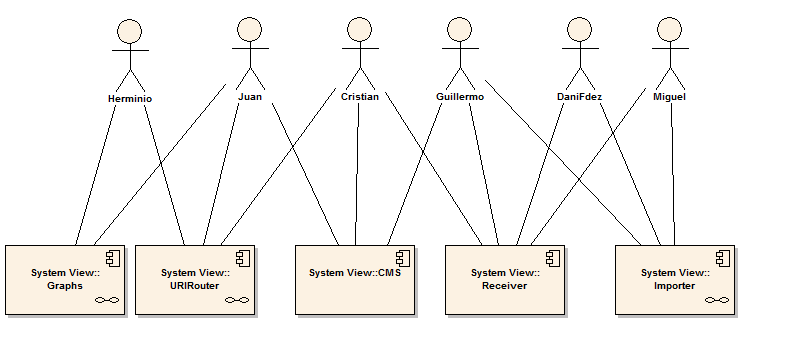 Herminio
Juan
Cristian
Guillermo
DaniFdez
Miguel
System View::
Graphs
System View::
URIRouter
System View::CMS
System View::
Receiver
System View::
Importer